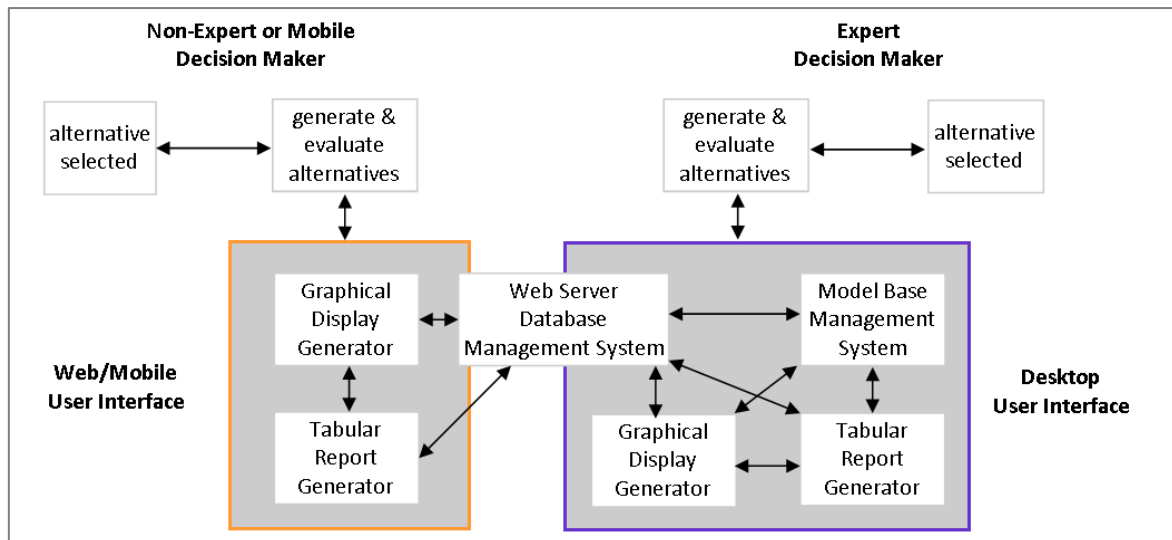 Non-Expert or Mobile
Decision Maker
Expert
Decision Maker
alternative
selected
generate &
evaluate
alternatives
generate &
evaluate
alternatives
alternative
selected
Graphical
Display
Generator
Web Server
Database
Management System
Model Base
Management
System
Web/Mobile
User Interface
Desktop
User Interface
Tabular
Report
Generator
Graphical
Display
Generator
Tabular
Report
Generator